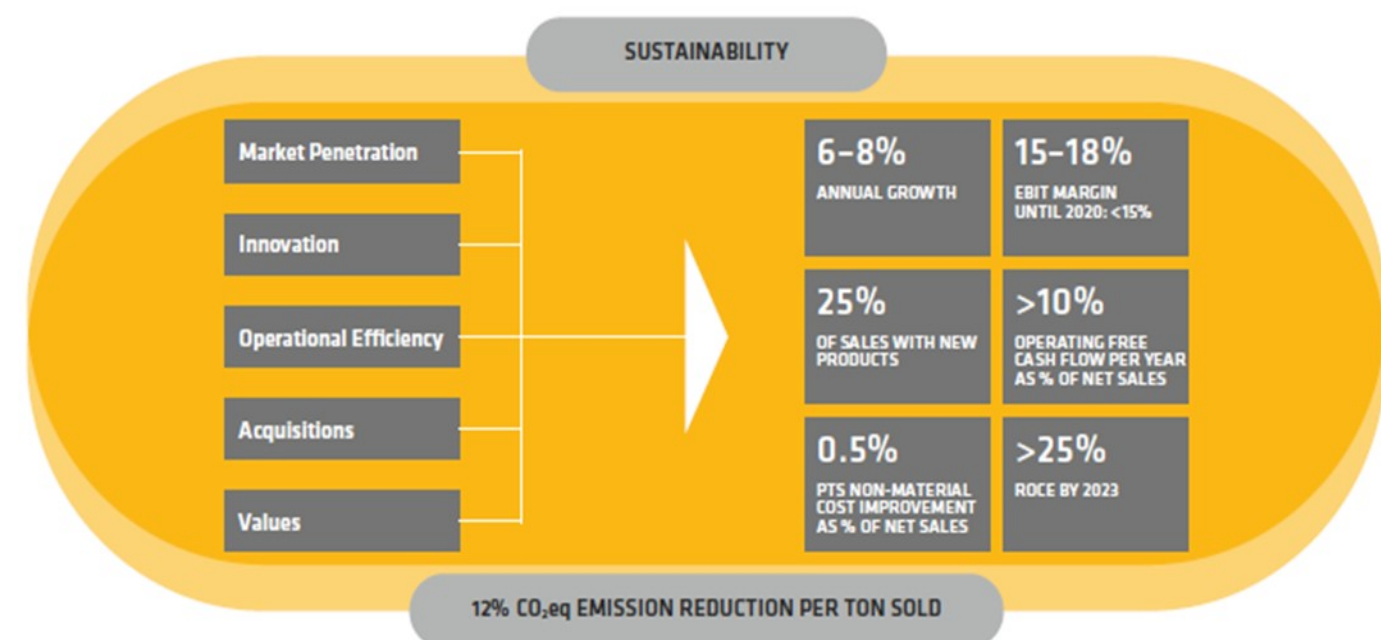 SUSTAINABILITY
Market Penetration
Innovation
Operational Efficiency
Acquisitions
Values
6–8%
ANNUAL GROWTH
15–18%
EBIT MARGIN
UNTIL 2020: <15%
25%
OF SALES WITH NEW
PRODUCTS
>10%
OPERATING FREE
CASH FLOW PER YEAR
AS % OF NET SALES
0.5%
PTS NON-MATERIAL
COST IMPROVEMENT
AS % OF NET SALES
>25%
ROCE BY 2023
12% CO₂eq EMISSION REDUCTION PER TON SOLD